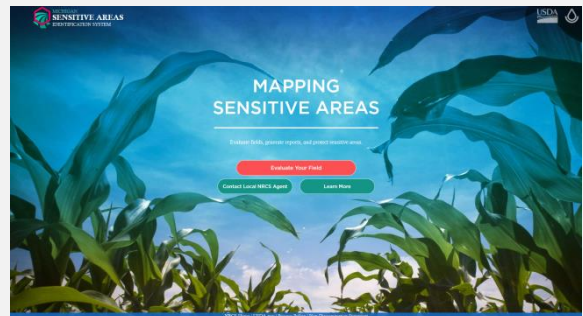 MICHIGAN
SENSITIVE AREAS
IDENTIFICATION SYSTEM
USDA
MAPPING
SENSITIVE AREAS
Evaluate fields, generate reports, and protect sensitive areas.
Evaluate Your Field
Contact Local NRCS Agent
Learn More